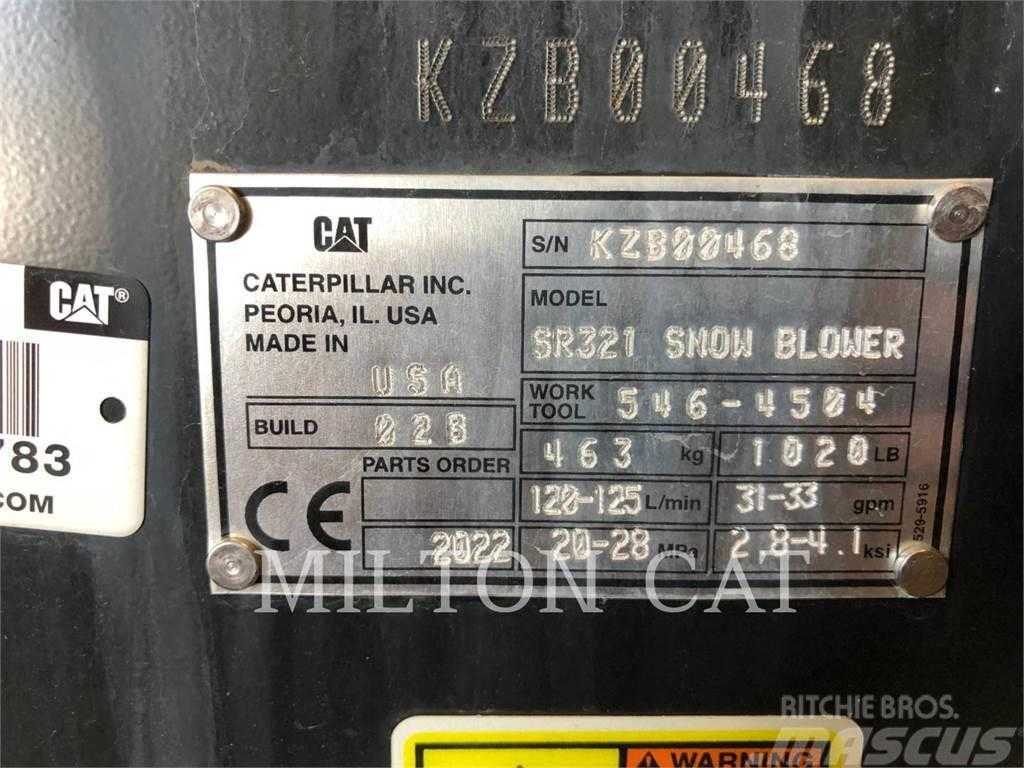 KZB00468
CAT
S/N KZB00468
CATERPILLAR INC.
PEORIA, IL. USA
MADE IN
USA
MODEL
SR321 SNOW BLOWER
WORK TOOL 546-4504
BUILD 028
463 kg 1020 LB
PARTS ORDER
120-125 L/min 31-33 gpm
CE
2022 20-28 MPa 2.8-4.1 ksi
529-5916
CAT®
783
COM
MILTON CAT
WARNING
RITCHIE BROS.
MASCUS